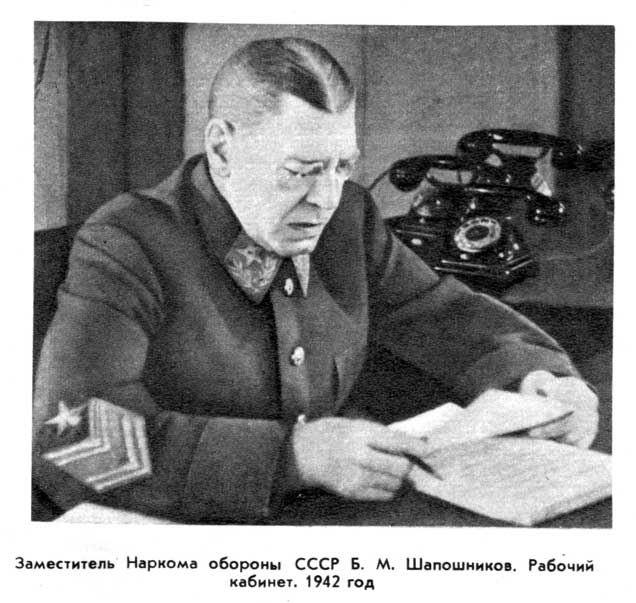 Заместитель Наркома обороны СССР Б. М. Шапошников. Рабочий
кабинет. 1942 год